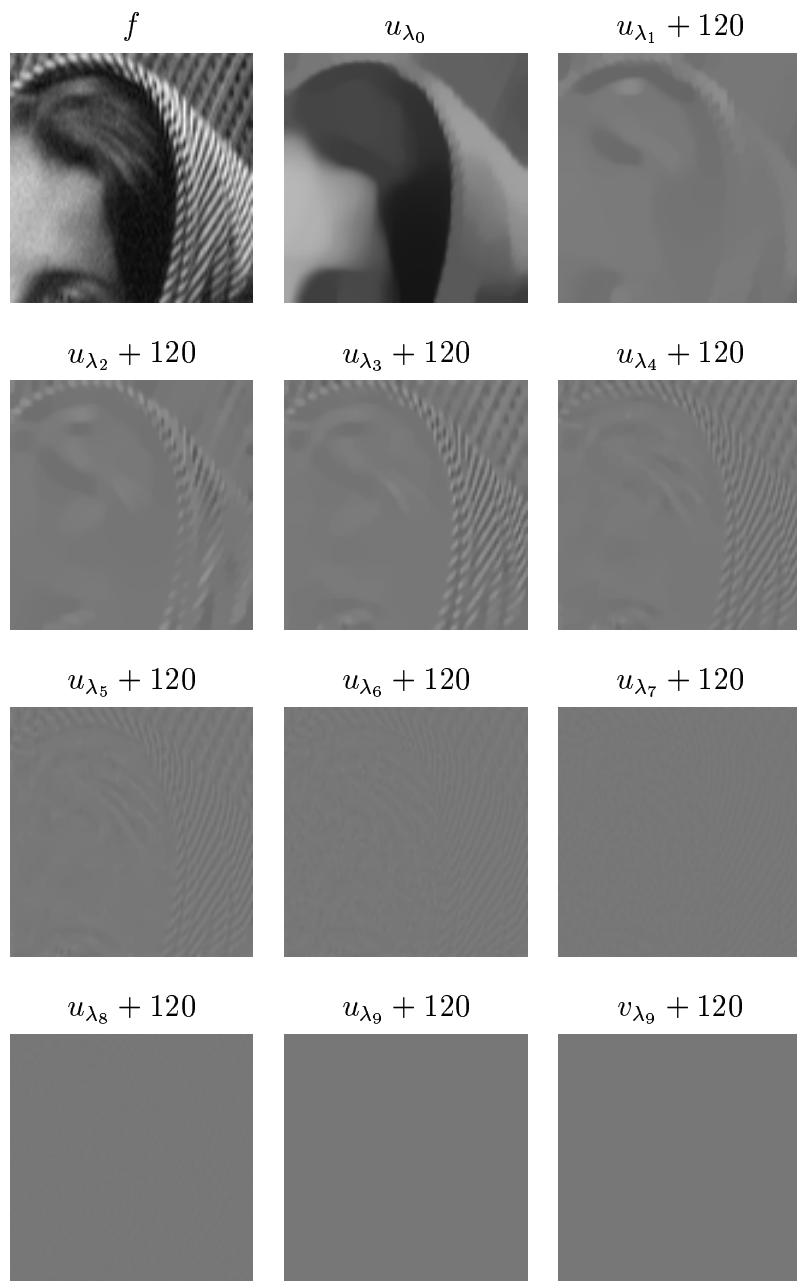 f u_{λ_0} u_{λ_1} + 120
u_{λ_2} + 120 u_{λ_3} + 120 u_{λ_4} + 120
u_{λ_5} + 120 u_{λ_6} + 120 u_{λ_7} + 120
u_{λ_8} + 120 u_{λ_9} + 120 v_{λ_9} + 120